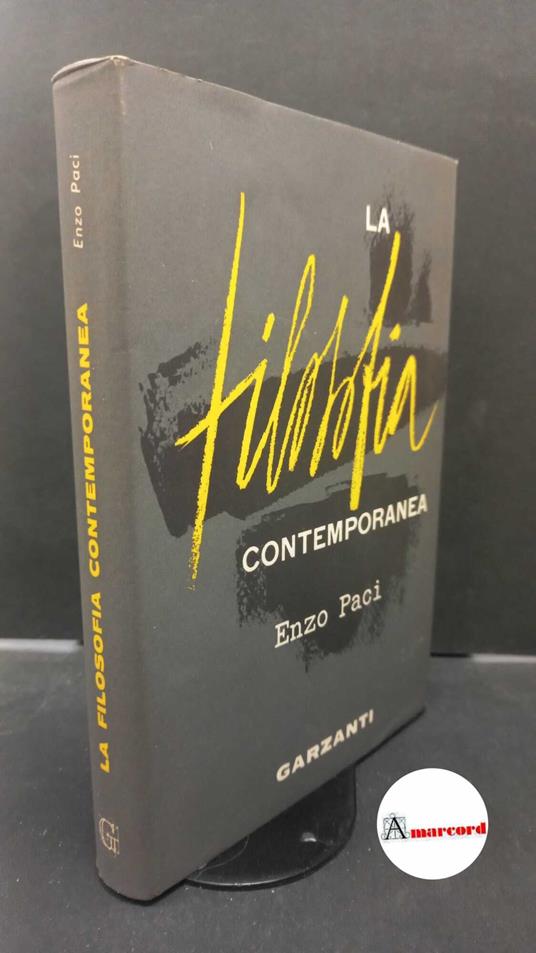 Enzo Paci
LA FILOSOFIA CONTEMPORANEA
G
LA
filosofia
CONTEMPORANEA
Enzo Paci
GARZANTI
Amarcord